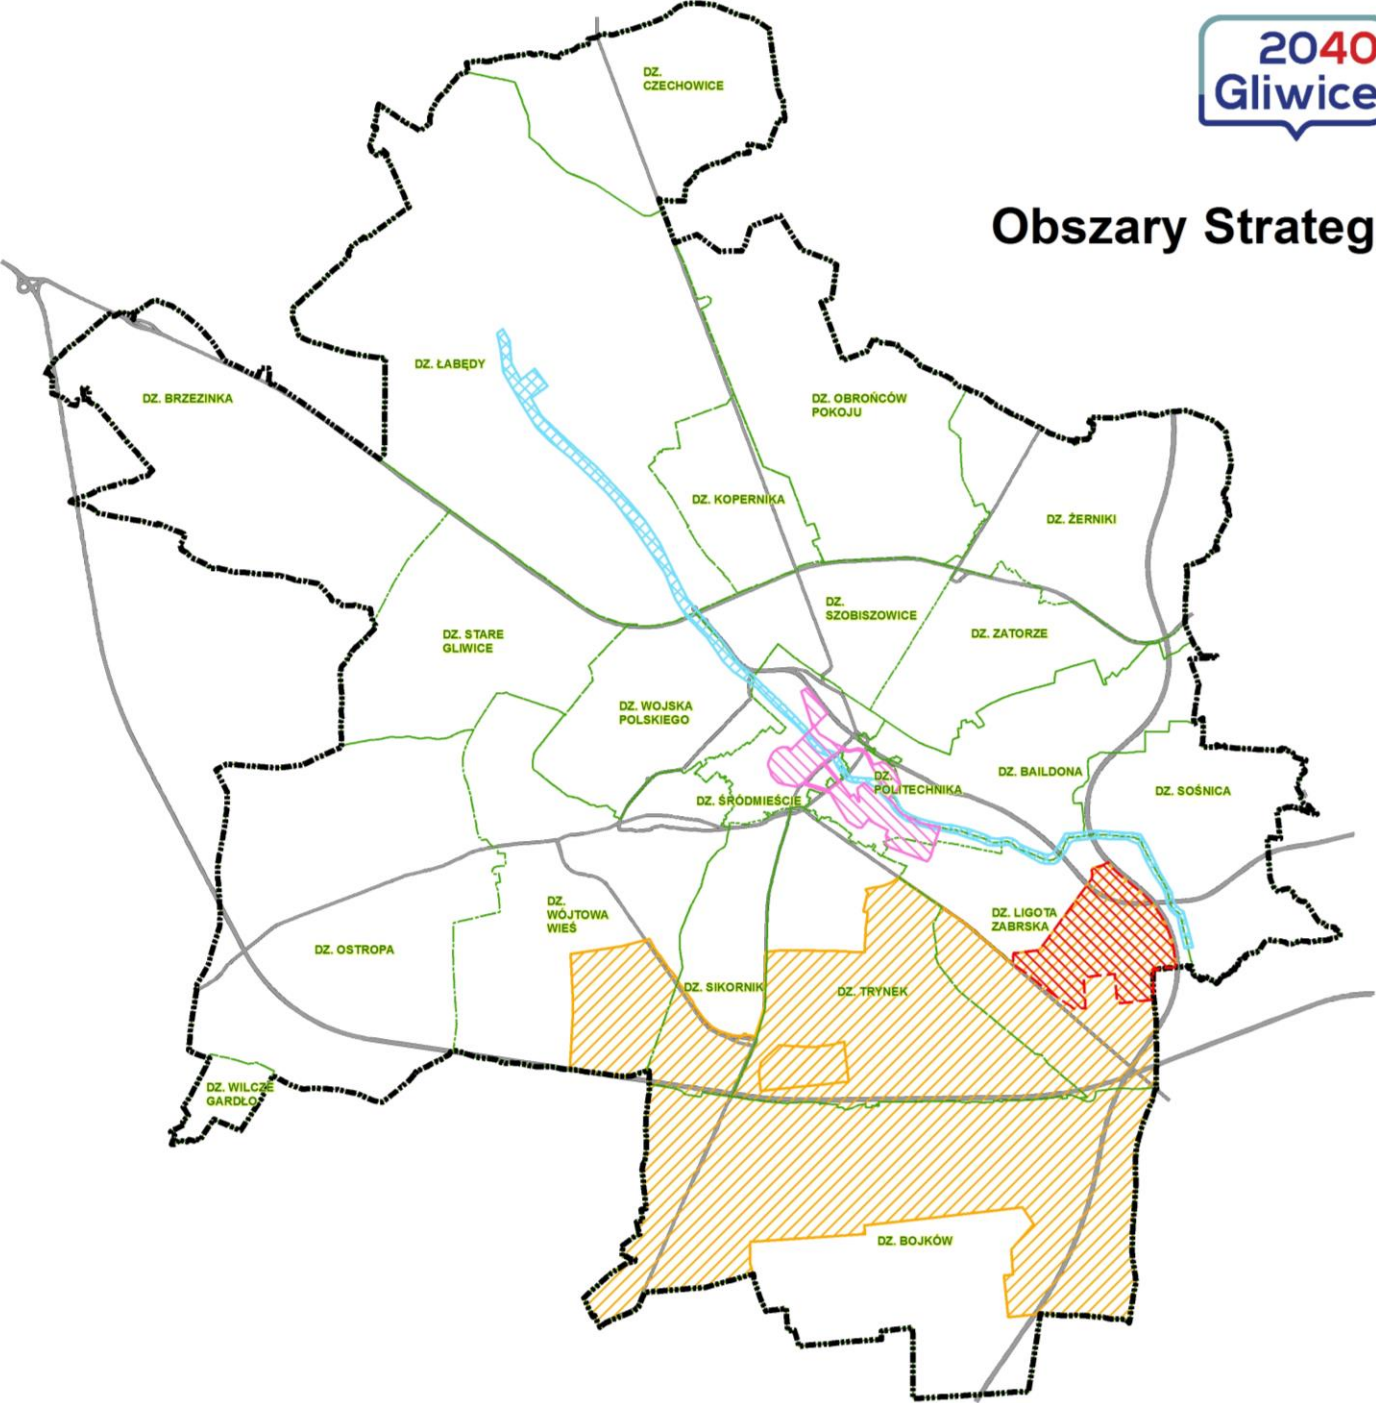 2040
Gliwice
Obszary Strateg
DZ.
CZECHOWICE
DZ. ŁABĘDY
DZ. BRZEZINKA
DZ. OBROŃCÓW
POKOJU
DZ. KOPERNIKA
DZ. ŻERNIKI
DZ.
SZOBISZOWICE
DZ. ZATORZE
DZ. STARE
GLIWICE
DZ. WOJSKA
POLSKIEGO
DZ. BAILDONA
DZ.
POLITECHNIKA
DZ. SOŚNICA
DZ. ŚRÓDMIEŚCIE
DZ.
WÓJTOWA
WIEŚ
DZ. LIGOTA
ZABRSKA
DZ. OSTROPA
DZ. SIKORNIK
DZ. TRYNEK
DZ. WILCZE
GARDŁO
DZ. BOJKÓW